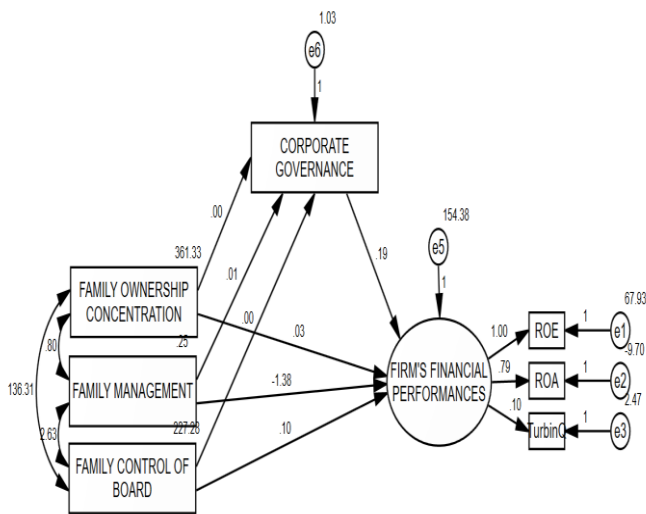 1.03
e6
1
CORPORATE
GOVERNANCE
154.38
.00
361.33
.19
e5
.01
1
67.93
FAMILY OWNERSHIP
CONCENTRATION
.00
1.00
ROE
1
e1
.25
.03
-9.70
.80
FIRM'S FINANCIAL
PERFORMANCES
.79
ROA
1
e2
136.31
FAMILY MANAGEMENT
-1.38
2.47
.10
TurbinQ
1
e3
227.28
.10
2.63
FAMILY CONTROL OF
BOARD